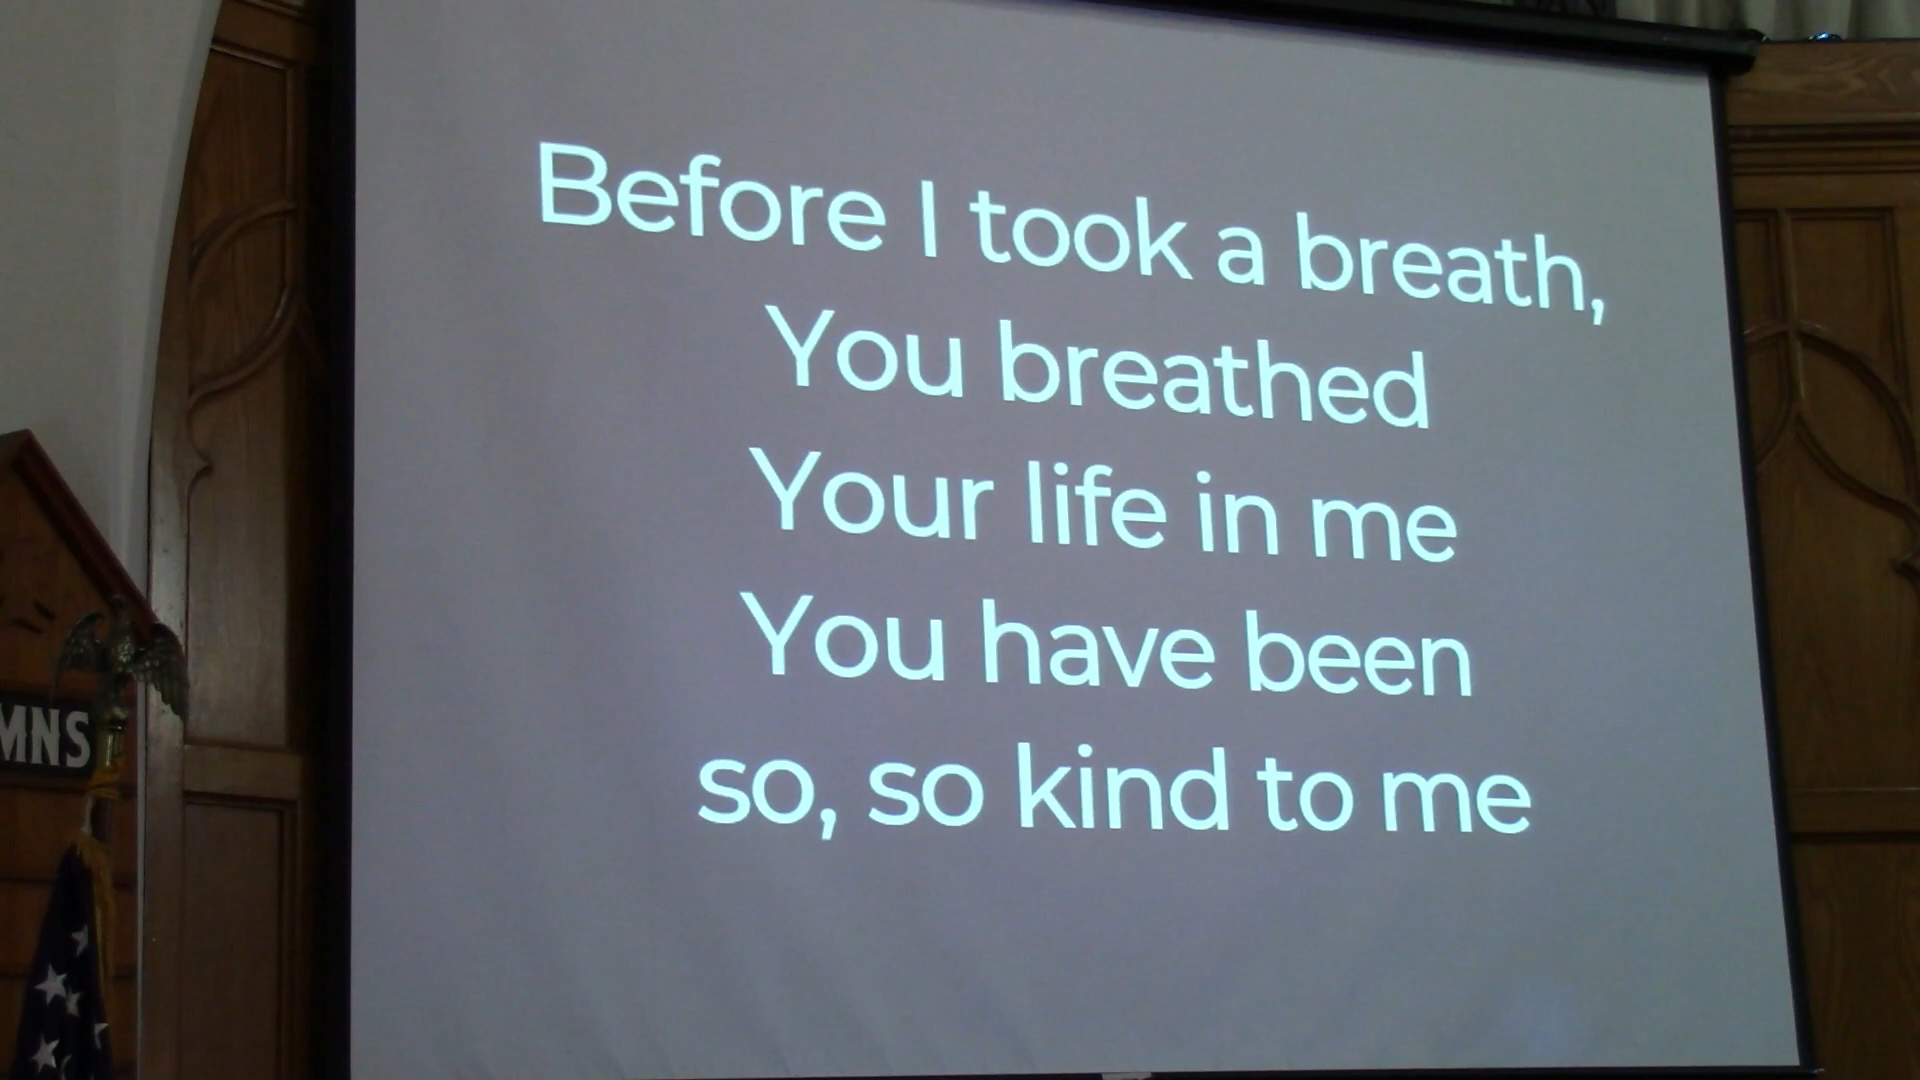 Before I took a breath,
You breathed
Your life in me
You have been
so, so kind to me
MNS